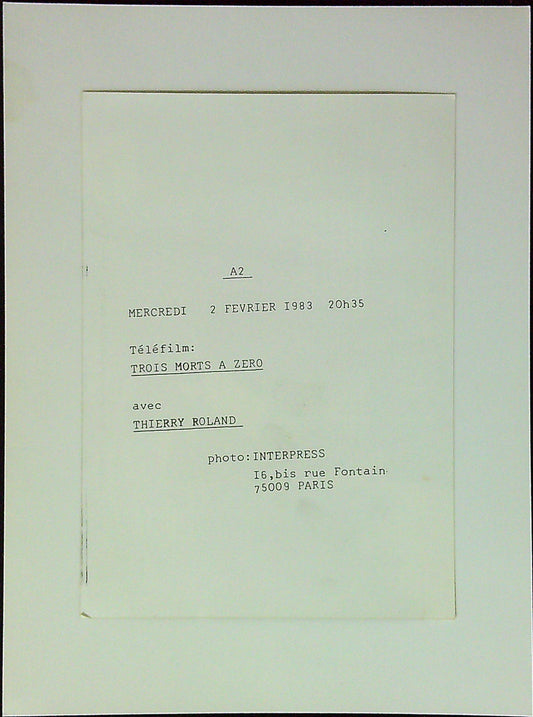 A2
MERCREDI 2 FEVRIER I983 20h35
Téléfilm:
TROIS MORTS A ZERO
avec
THIERRY ROLAND
photo:INTERPRESS
I6,bis rue Fontain
75009 PARIS